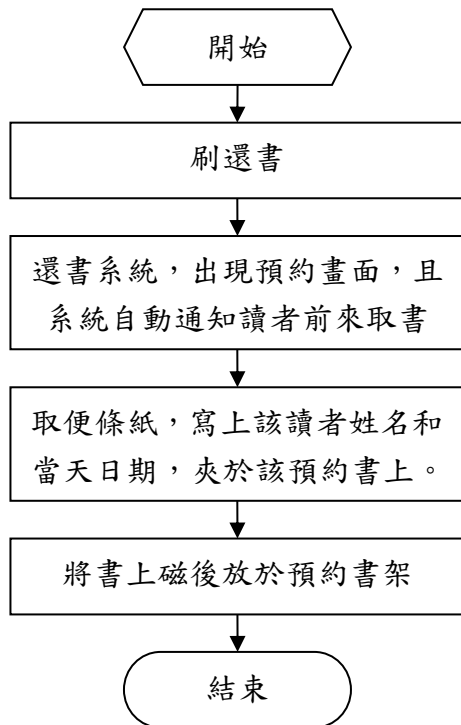 開始
刷還書
還書系統，出現預約畫面，且
系統自動通知讀者前來取書
取便條紙，寫上該讀者姓名和
當天日期，夾於該預約書上。
將書上磁後放於預約書架
結束